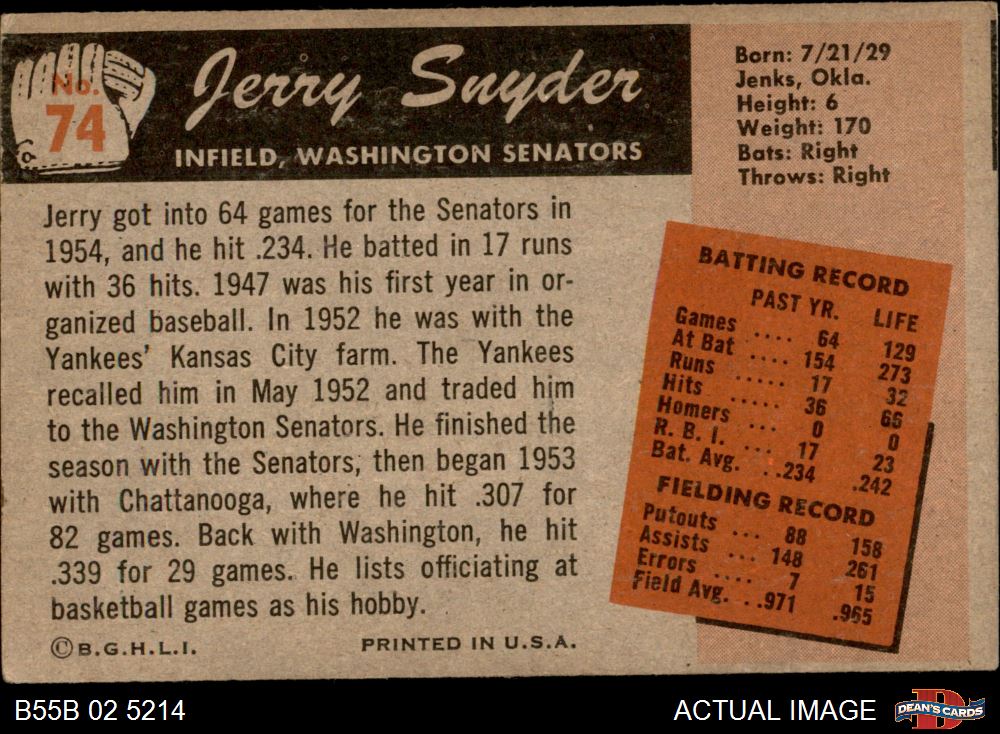 No.
74
Jerry Snyder
INFIELD, WASHINGTON SENATORS
Born: 7/21/29
Jenks, Okla.
Height: 6
Weight: 170
Bats: Right
Throws: Right
Jerry got into 64 games for the Senators in
1954, and he hit .234. He batted in 17 runs
with 36 hits. 1947 was his first year in or-
ganized baseball. In 1952 he was with the
Yankees' Kansas City farm. The Yankees
recalled him in May 1952 and traded him
to the Washington Senators. He finished the
season with the Senators, then began 1953
with Chattanooga, where he hit .307 for
82 games. Back with Washington, he hit
.339 for 29 games. He lists officiating at
basketball games as his hobby.
©B.G.H.L.I. PRINTED IN U.S.A.
BATTING RECORD
PAST YR. LIFE
Games .... 64 129
At Bat .... 154 273
Runs ..... 17 32
Hits ..... 36 66
Homers ... 0 0
R. B. I. ... 17 23
Bat. Avg. ..234 .242
FIELDING RECORD
Putouts ... 88 158
Assists ... 148 261
Errors .... 7 15
Field Avg. ..971 .965
B55B 02 5214 ACTUAL IMAGE DEAN'S CARDS